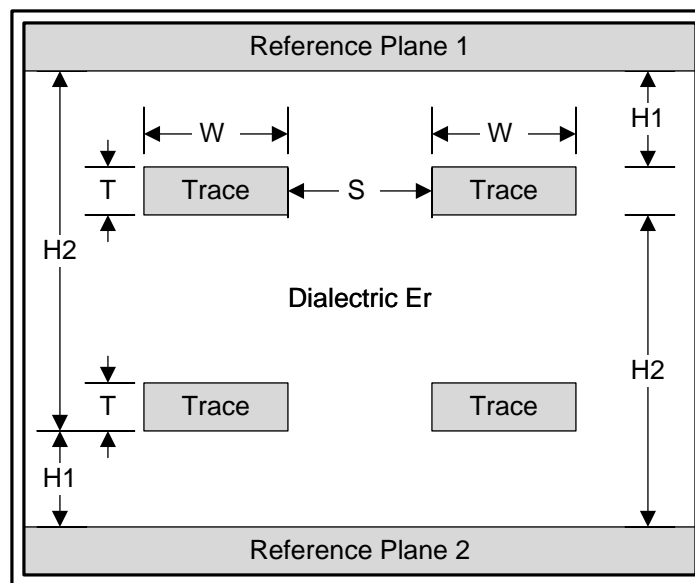 Reference Plane 1
W
W
H1
T
Trace
S
Trace
H2
Dialectric Er
H2
T
Trace
Trace
H1
Reference Plane 2